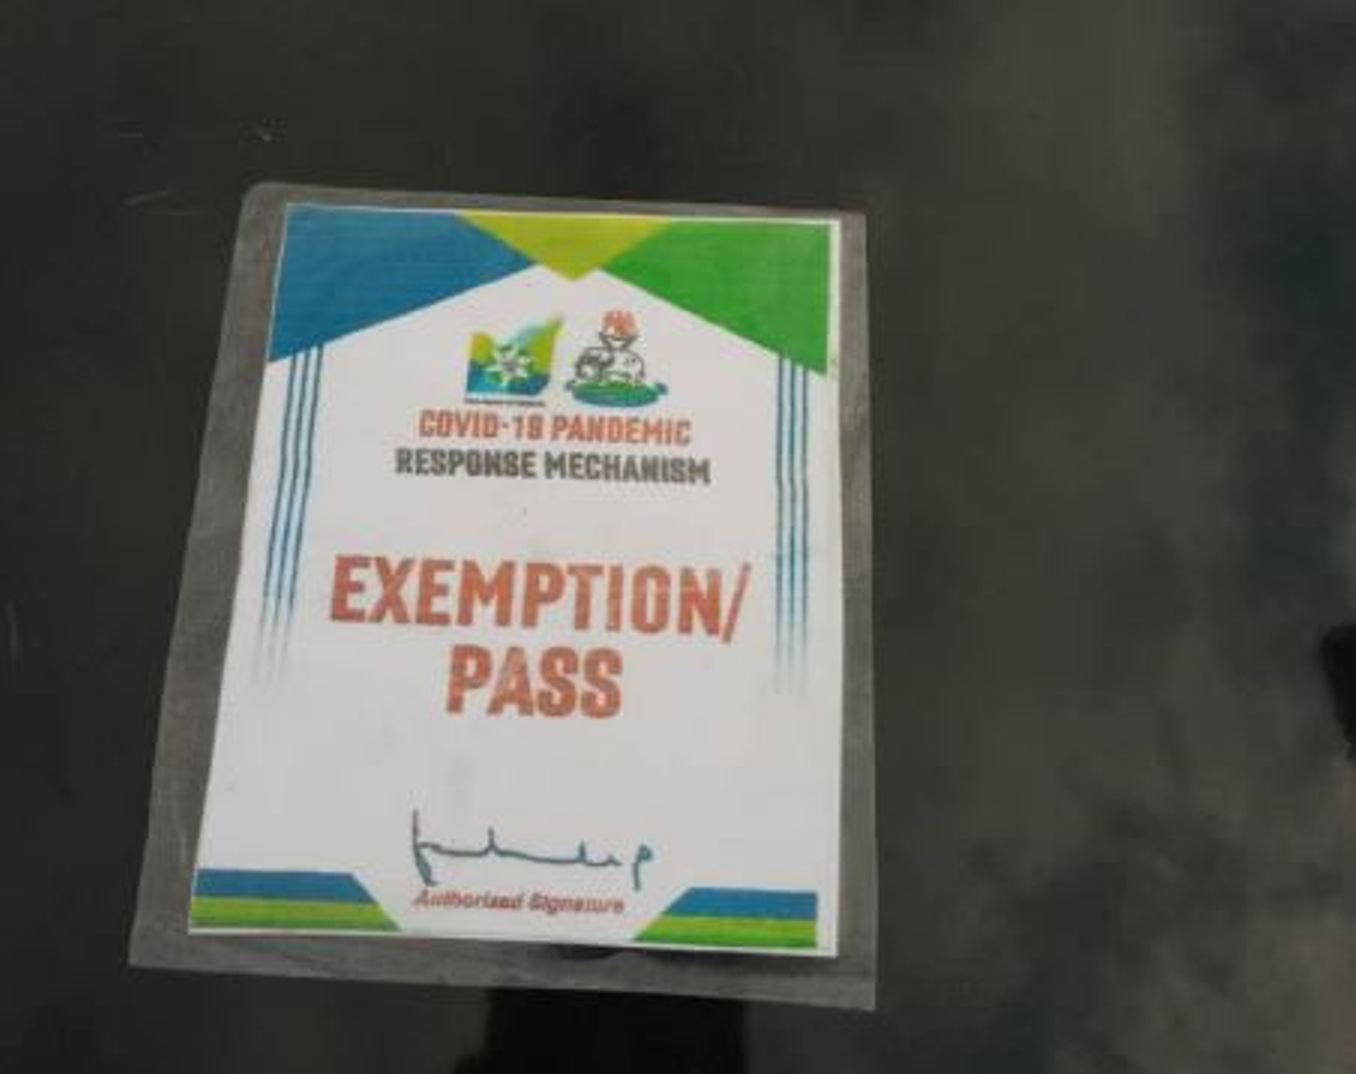 COVID-19 PANDEMIC
RESPONSE MECHANISM
EXEMPTION/
PASS
Authorised Signature